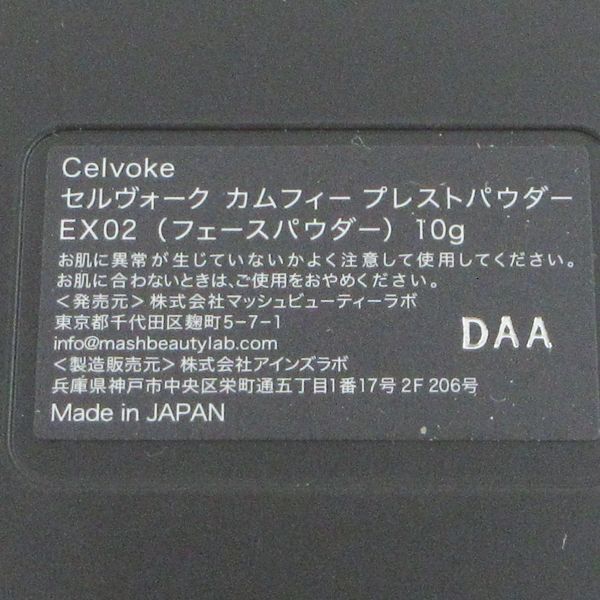 Celvoke
セルヴォーク カムフィー プレストパウダー
EX02（フェースパウダー）10g
お肌に異常が生じていないかよく注意して使用してください。
お肌に合わないときは、ご使用をおやめください。
＜発売元＞株式会社マッシュビューティーラボ
東京都千代田区麹町5-7-1
info@mashbeautylab.com
＜製造販売元＞株式会社アインズラボ
兵庫県神戸市中央区栄町通五丁目1番17号 2F 206号
Made in JAPAN
DAA